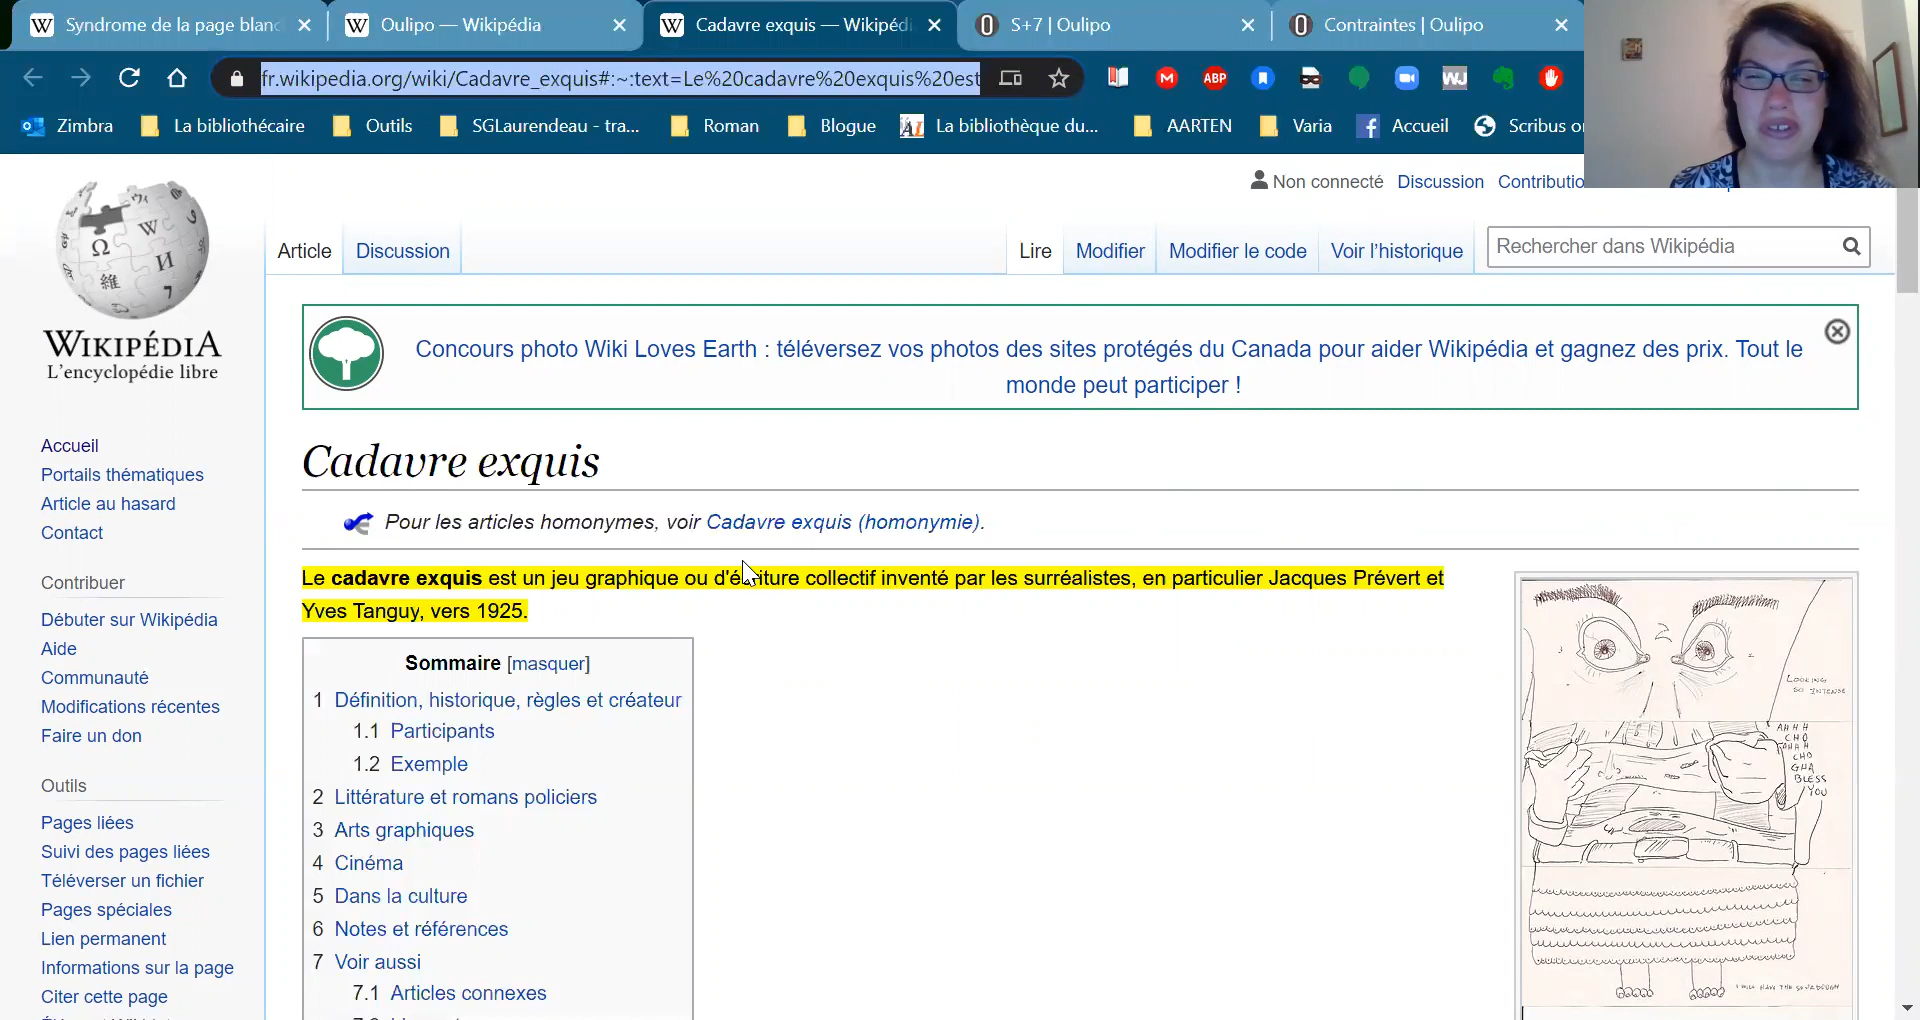 Syndrome de la page blanc
Oulipo — Wikipédia
Cadavre exquis — Wikipédi
S+7 | Oulipo
Contraintes | Oulipo
fr.wikipedia.org/wiki/Cadavre_exquis#:~:text=Le%20cadavre%20exquis%20est
Zimbra
La bibliothécaire
Outils
SGLaurendeau - tra...
Roman
Blogue
La bibliothèque du...
AARTEN
Varia
Accueil
Scribus o
Non connecté Discussion Contributio
Article Discussion
Lire Modifier Modifier le code Voir l'historique
Rechercher dans Wikipédia
WIKIPÉDIA
L'encyclopédie libre
Concours photo Wiki Loves Earth : téléversez vos photos des sites protégés du Canada pour aider Wikipédia et gagnez des prix. Tout le
monde peut participer !
Accueil
Portails thématiques
Article au hasard
Contact
Contribuer
Débuter sur Wikipédia
Aide
Communauté
Modifications récentes
Faire un don
Outils
Pages liées
Suivi des pages liées
Téléverser un fichier
Pages spéciales
Lien permanent
Informations sur la page
Citer cette page
Cadavre exquis
Pour les articles homonymes, voir Cadavre exquis (homonymie).
Le cadavre exquis est un jeu graphique ou d'écriture collectif inventé par les surréalistes, en particulier Jacques Prévert et
Yves Tanguy, vers 1925.
Sommaire [masquer]
1 Définition, historique, règles et créateur
1.1 Participants
1.2 Exemple
2 Littérature et romans policiers
3 Arts graphiques
4 Cinéma
5 Dans la culture
6 Notes et références
7 Voir aussi
7.1 Articles connexes
LOOKING
SO INTENSE
AHHH
CHO
AHHH
CHO
GHA
BLESS
YOU